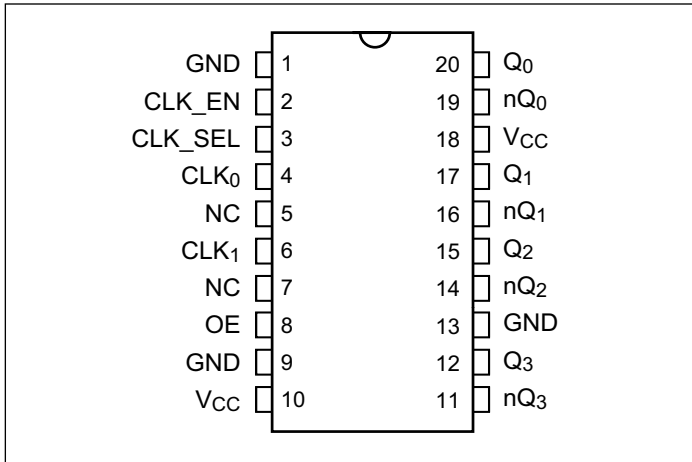 GND 1 20 Q0
CLK_EN 2 19 nQ0
CLK_SEL 3 18 VCC
CLK0 4 17 Q1
NC 5 16 nQ1
CLK1 6 15 Q2
NC 7 14 nQ2
OE 8 13 GND
GND 9 12 Q3
VCC 10 11 nQ3